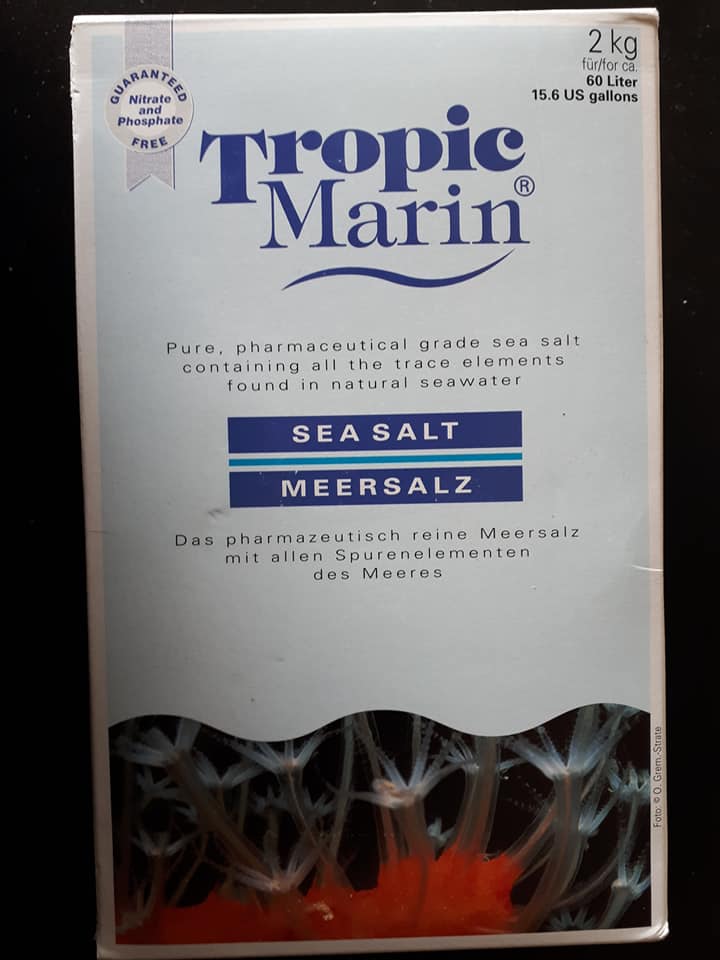 2 kg
für/for ca.
60 Liter
15.6 US gallons
GUARANTEED
Nitrate
and
Phosphate
FREE
Tropic
Marin®
Pure, pharmaceutical grade sea salt
containing all the trace elements
found in natural seawater
SEA SALT
MEERSALZ
Das pharmazeutisch reine Meersalz
mit allen Spurenelementen
des Meeres
Foto: © O. Grem.-Strate